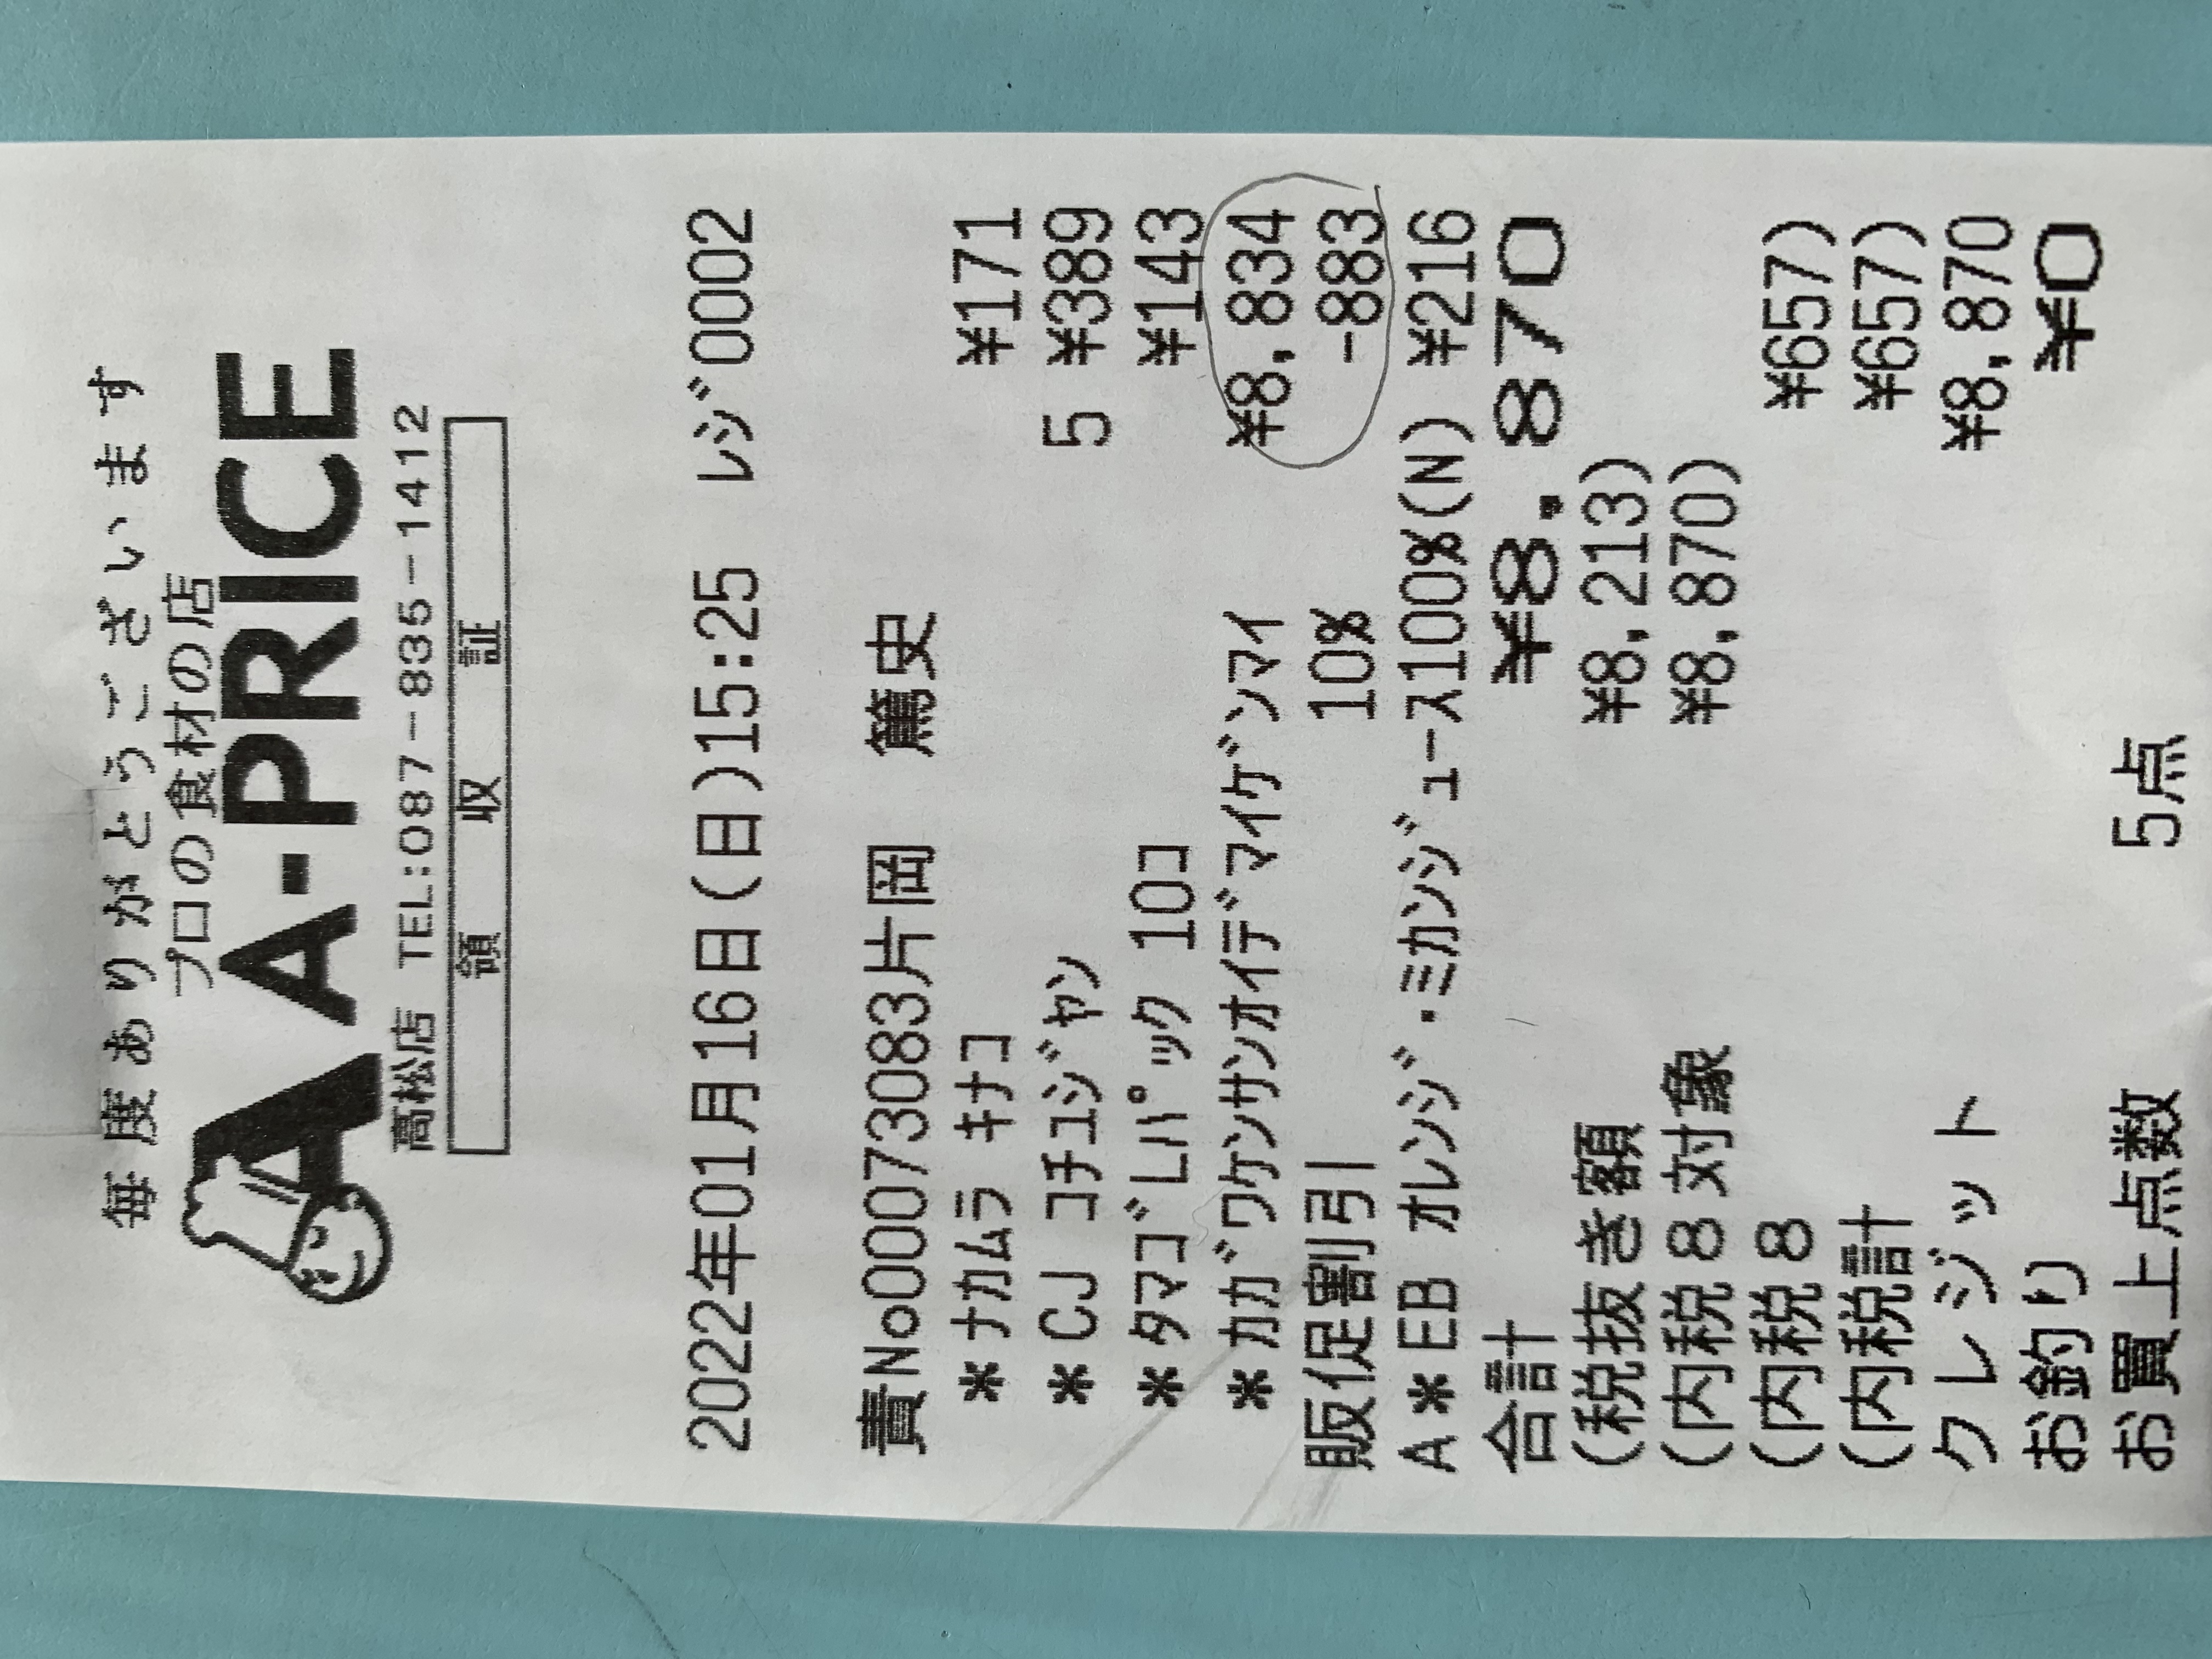 毎度ありがとうございます
プロの食材の店
A A-PRICE
高松店 TEL:087-835-1412
領 収 証
2022年01月16日(日)15:25 ﾚｼﾞ0002
責No00073083片岡 篤史
*ﾅｶﾑﾗ ｷﾅｺ ¥171
*CJ ｺﾁｭｼﾞｬﾝ 5 ¥389
*ﾀﾏｺﾞLﾊﾟｯｸ 10ｺ ¥143
*ｶｶﾞﾜｹﾝｻﾝｵｲﾃﾞﾏｲｹﾞﾝﾏｲ ¥8,834
販促割引 10% -883
A*EB ｵﾚﾝｼﾞ･ﾐｶﾝｼﾞｭｰｽ100%(N) ¥216
合計 ¥8,870
(税抜き額 ¥8,213)
(内税8対象 ¥8,870)
(内税8 ¥657)
(内税計 ¥657)
クレジット ¥8,870
お釣り ¥0
お買上点数 5点